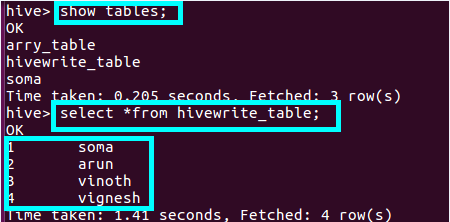 hive> show tables;
OK
arry_table
hivewrite_table
soma
Time taken: 0.205 seconds, Fetched: 3 row(s)
hive> select *from hivewrite_table;
OK
1 soma
2 arun
3 vinoth
4 vignesh
Time taken: 1.41 seconds, Fetched: 4 row(s)